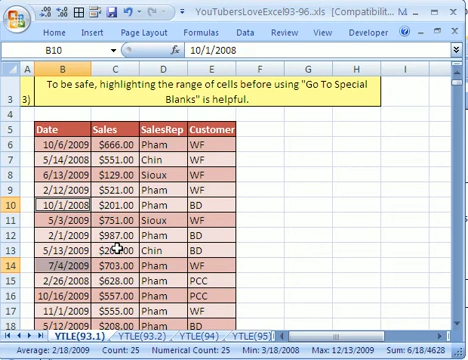 YouTubersLoveExcel93-96...xls [Compatibilit...
Home Insert Page Layout Formulas Data Review View Developer
B10 fx 10/1/2008
A B C D E F G H I
3 3) To be safe, highlighting the range of cells before using "Go To Special
Blanks" is helpful.
4
5 Date Sales SalesRep Customer
6 10/6/2009 $666.00 Pham WF
7 5/14/2008 $551.00 Chin WF
8 6/13/2009 $129.00 Sioux WF
9 2/12/2009 $521.00 Pham WF
10 10/1/2008 $201.00 Pham BD
11 5/3/2009 $751.00 Sioux WF
12 2/1/2009 $987.00 Pham BD
13 5/13/2009 Chin BD
14 7/4/2009 $703.00 Pham WF
15 2/26/2008 $628.00 Pham PCC
16 10/16/2009 $557.00 Pham PCC
17 11/1/2009 $555.00 Pham WF
18 5/12/2009 $208.00 Pham BD
YTLE(93.1) YTLE(93.2) YTLE(94) YTLE(95)
Average: 2/18/2009 Count: 25 Numerical Count: 25 Min: 3/18/2008 Max: 12/13/2009 Sum: 6/18/4628